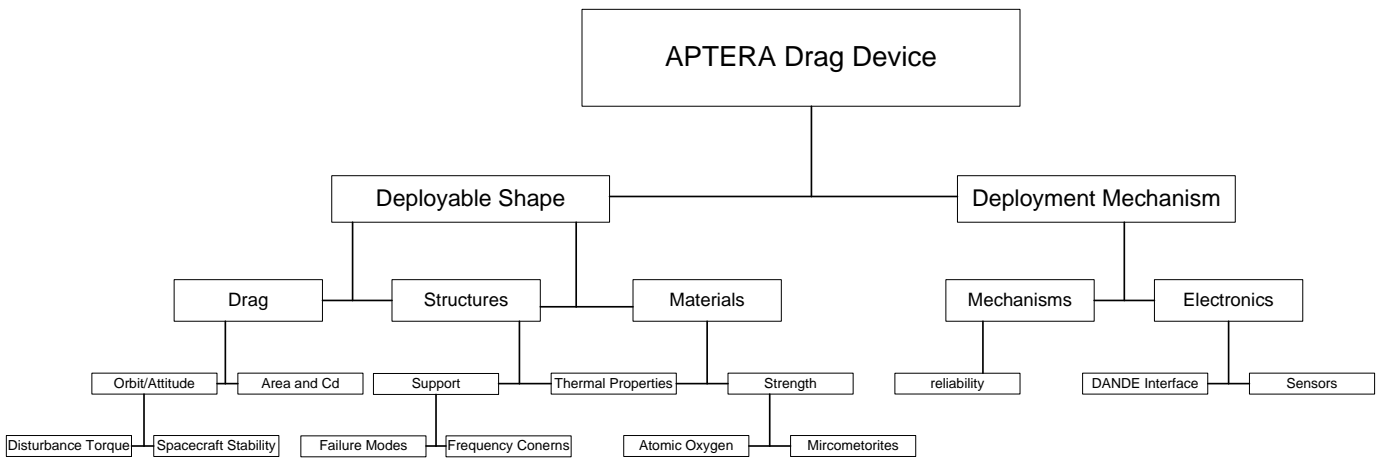 APTERA Drag Device
Deployable Shape
Deployment Mechanism
Drag
Structures
Materials
Mechanisms
Electronics
Orbit/Attitude
Area and Cd
Support
Thermal Properties
Strength
reliability
DANDE Interface
Sensors
Disturbance Torque
Spacecraft Stability
Failure Modes
Frequency Conerns
Atomic Oxygen
Mircometorites